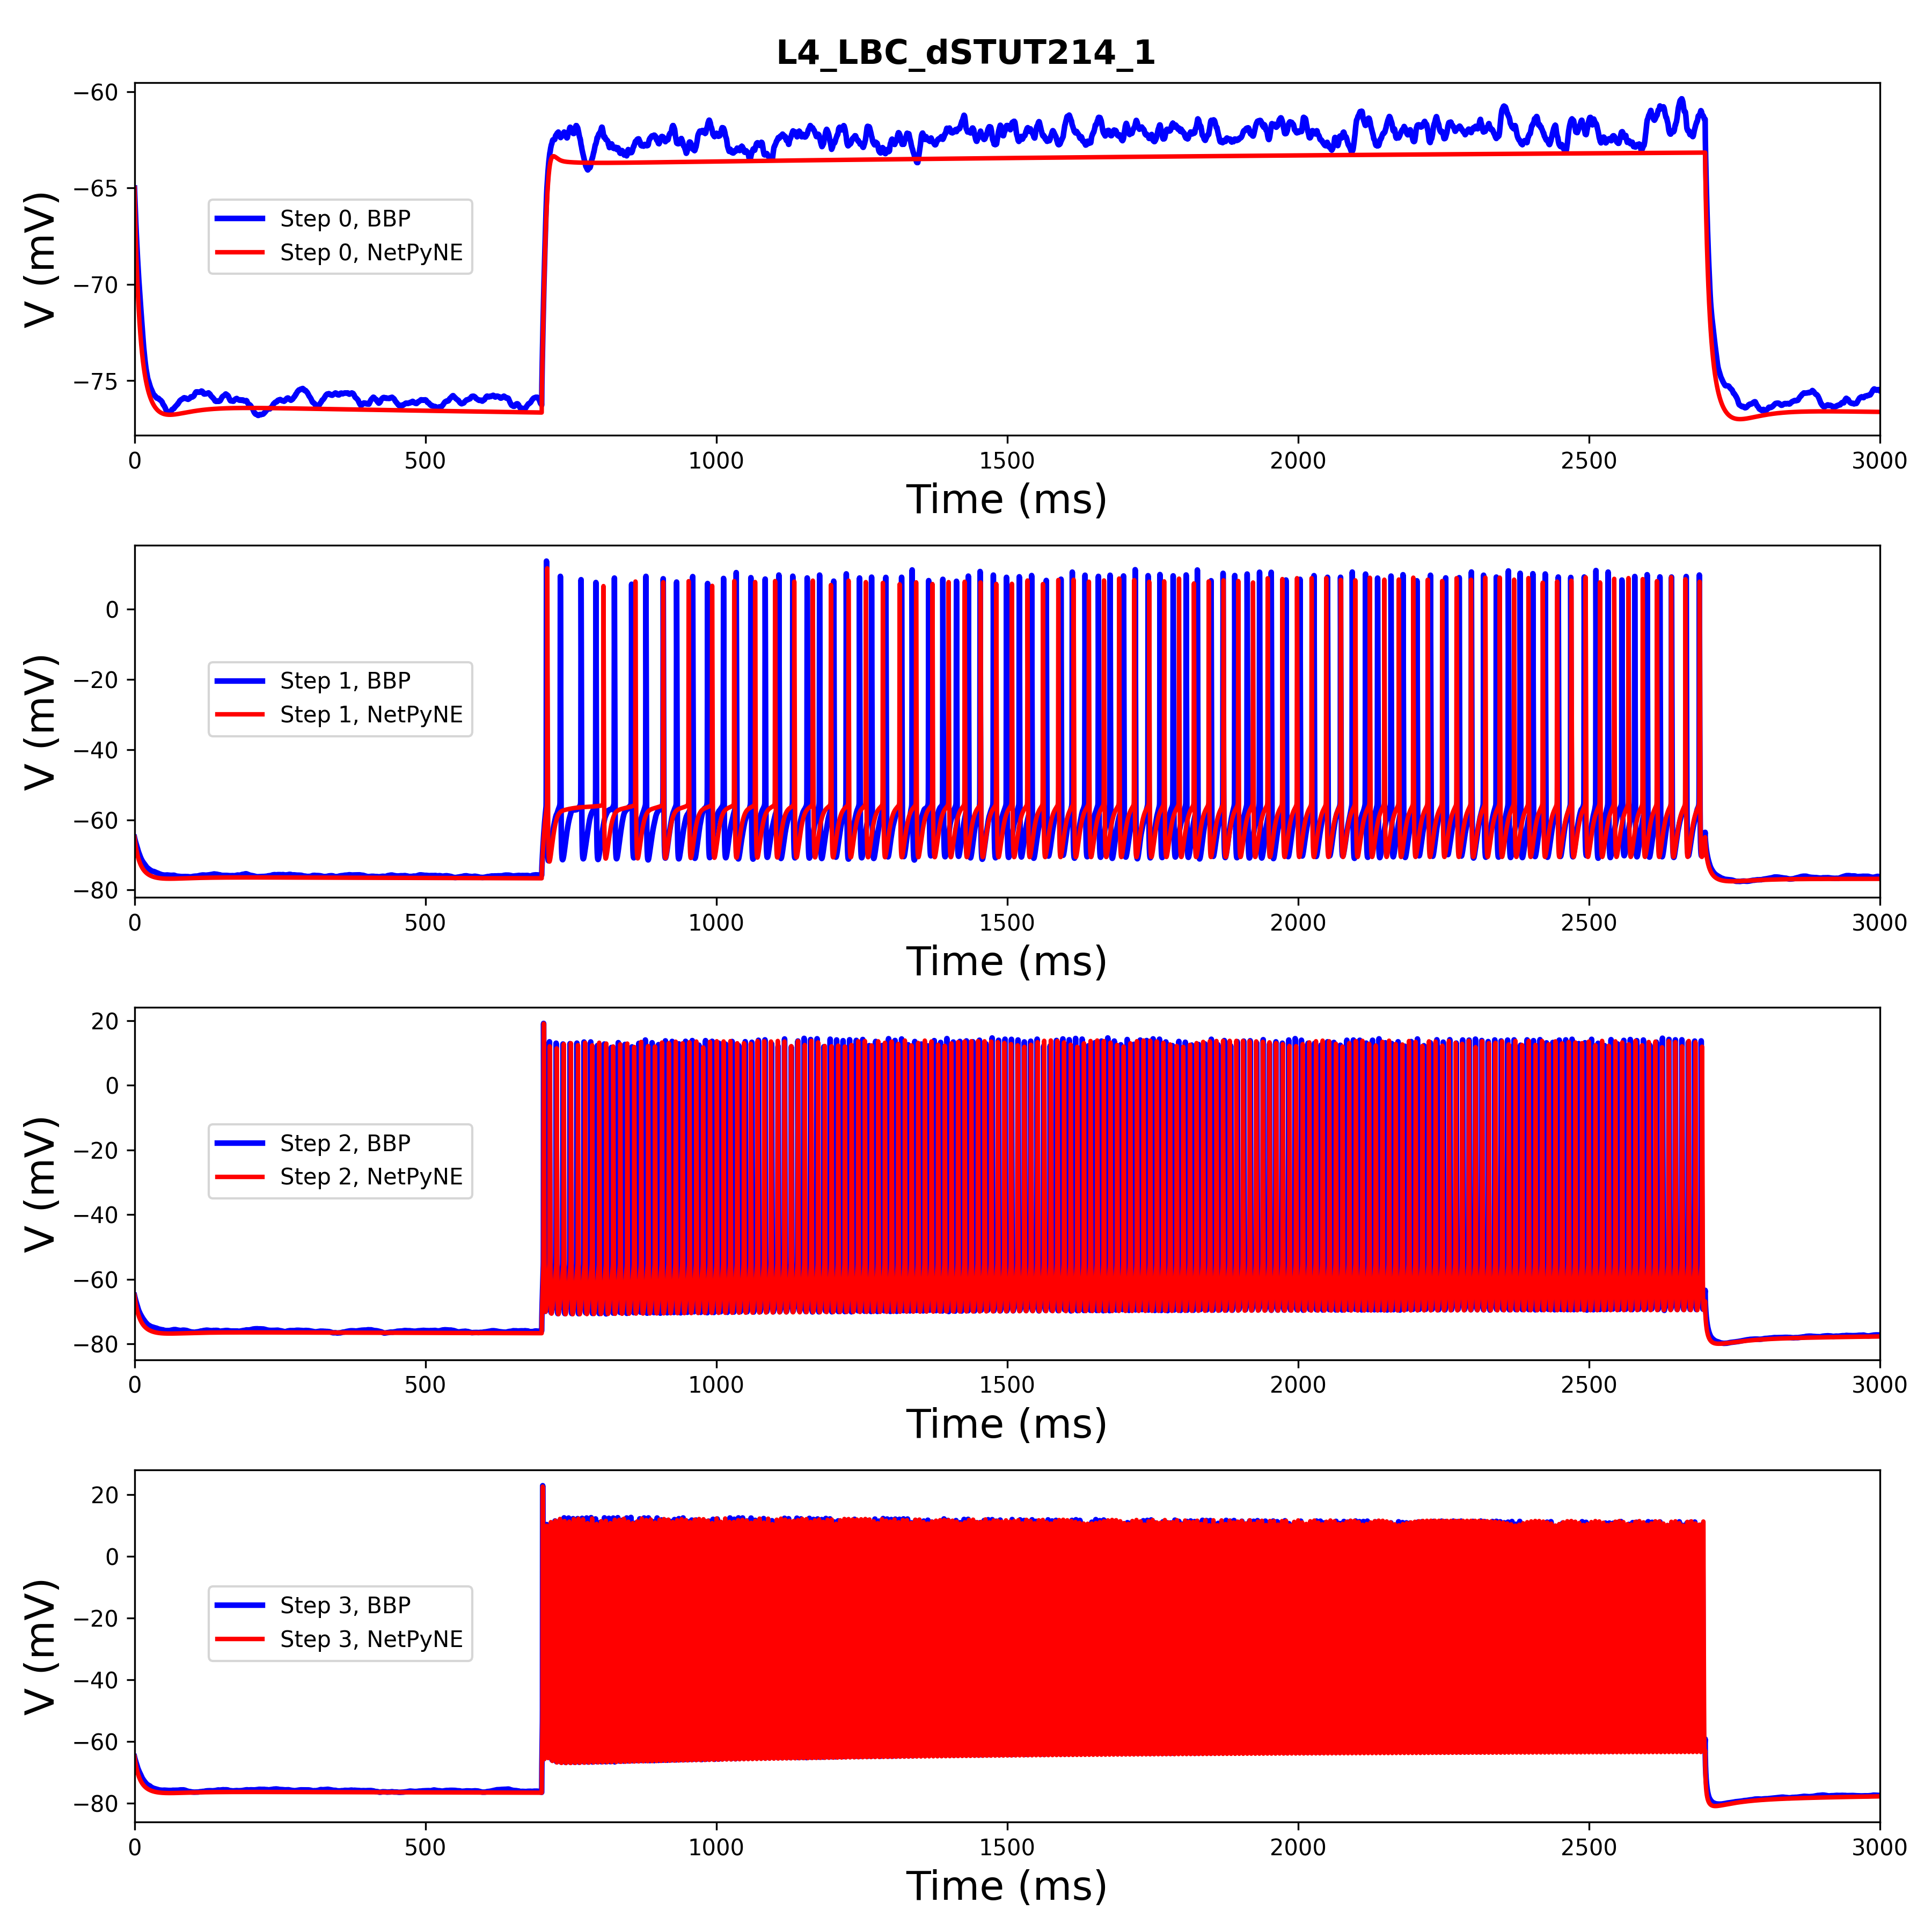 L4_LBC_dSTUT214_1
−60
−65
−70
−75
V (mV)
Step 0, BBP
Step 0, NetPyNE
0 500 1000 1500 2000 2500 3000
Time (ms)
0
−20
−40
−60
−80
V (mV)
Step 1, BBP
Step 1, NetPyNE
0 500 1000 1500 2000 2500 3000
Time (ms)
20
0
−20
−40
−60
−80
V (mV)
Step 2, BBP
Step 2, NetPyNE
0 500 1000 1500 2000 2500 3000
Time (ms)
20
0
−20
−40
−60
−80
V (mV)
Step 3, BBP
Step 3, NetPyNE
0 500 1000 1500 2000 2500 3000
Time (ms)